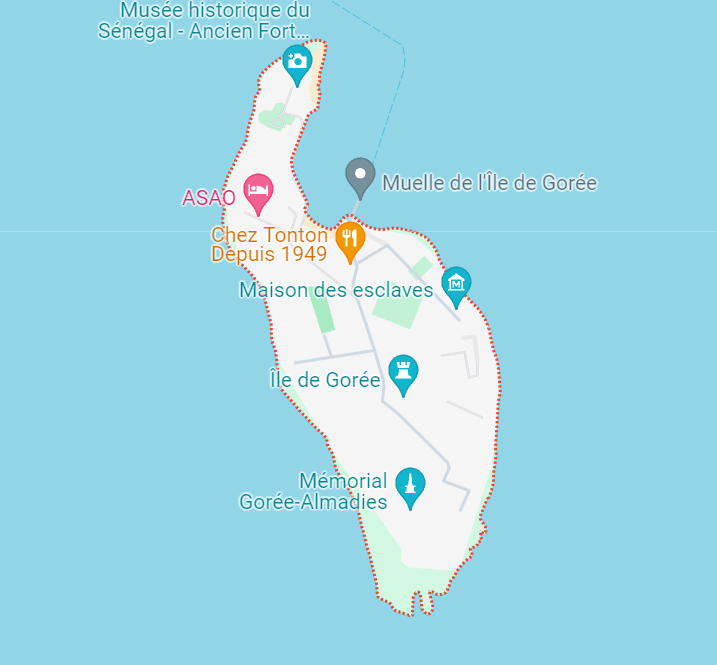 Musée historique du
Sénégal - Ancien Fort...
Muelle de l'Île de Gorée
ASAO
Chez Tonton
Depuis 1949
Maison des esclaves
M
Île de Gorée
Mémorial
Gorée-Almadies